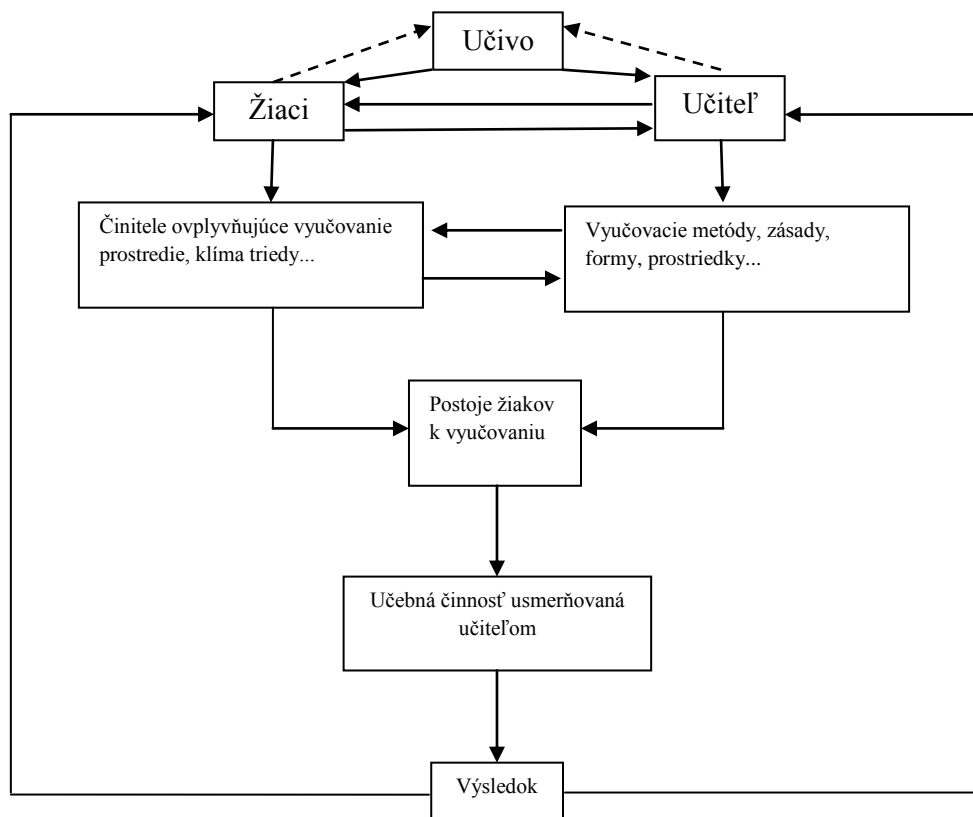 Učivo
Žiaci
Učiteľ
Činitele ovplyvňujúce vyučovanie
prostredie, klíma triedy...
Vyučovacie metódy, zásady,
formy, prostriedky...
Postoje žiakov
k vyučovaniu
Učebná činnosť usmerňovaná
učiteľom
Výsledok